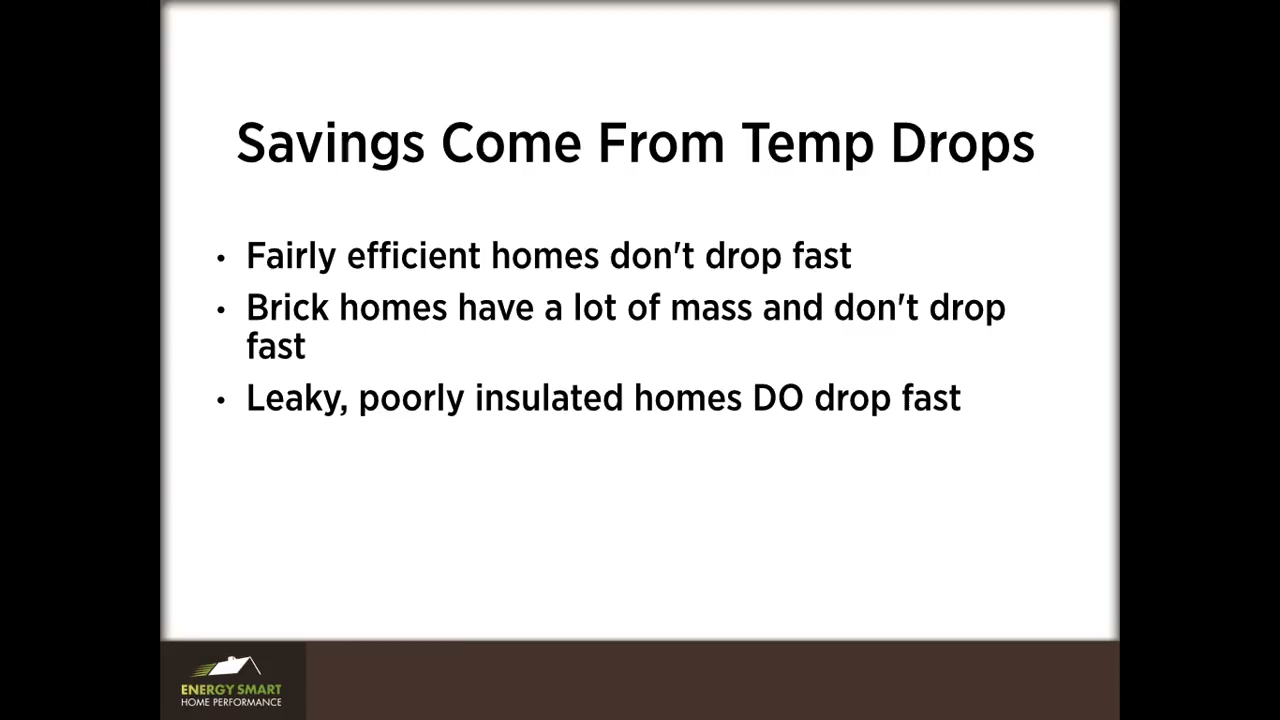 Savings Come From Temp Drops
• Fairly efficient homes don't drop fast
• Brick homes have a lot of mass and don't drop
fast
• Leaky, poorly insulated homes DO drop fast
ENERGY SMART
HOME PERFORMANCE